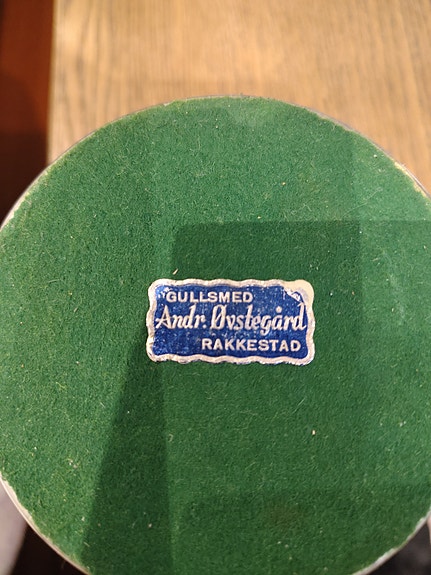 GULLSMED
Andr. Øvstegård
RAKKESTAD